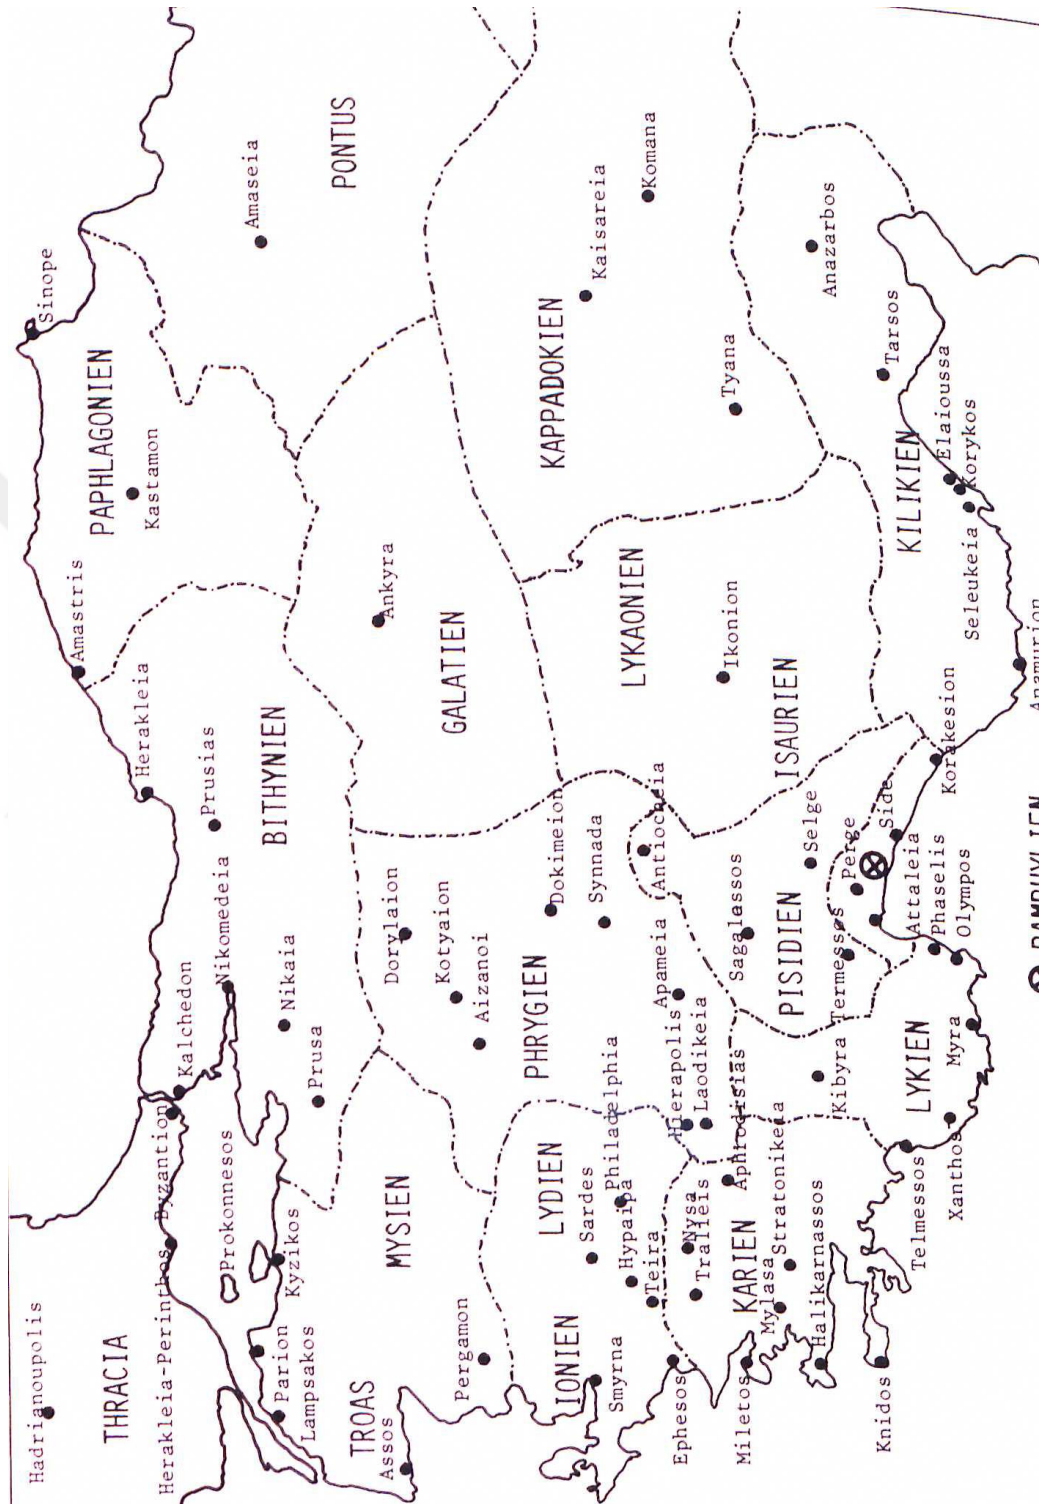 Hadrianoupolis
THRACIA
Herakleia-Perinthos
Byzantion
Kalchedon
Nikomedeia
Herakleia
Prusias
Amastris
PAPHLAGONIEN
Kastamon
Sinope
Amaseia
PONTUS
Prokonnesos
Kyzikos
Parion
Lampsakos
Prusa
Nikaia
BITHYNIEN
TROAS
Assos
MYSIEN
Pergamon
Dorylaion
Kotyaion
Aizanoi
PHRYGIEN
Dokimeion
Synnada
GALATIEN
Ankyra
KAPPADOKIEN
Kaisareia
Komana
Tyana
LYKAONIEN
Ikonion
ISAURIEN
IONIEN
Smyrna
LYDIEN
Sardes
Philadelphia
Hypaipa
Teira
Ephesos
Nysa
Tralleis
Hierapolis
Laodikeia
Apameia
Antiocheia
Miletos
KARIEN
Mylasa
Stratonikeia
Aphrodisias
Halikarnassos
Knidos
Sagalassos
PISIDIEN
Selge
Termessos
Perge
Side
Attaleia
Phaselis
Olympos
Kibyra
LYKIEN
Myra
Xanthos
Telmessos
Korakesion
KILIKIEN
Anazarbos
Tarsos
Elaioussa
Korykos
Seleukeia
Anamurion
PAMPHYLIEN